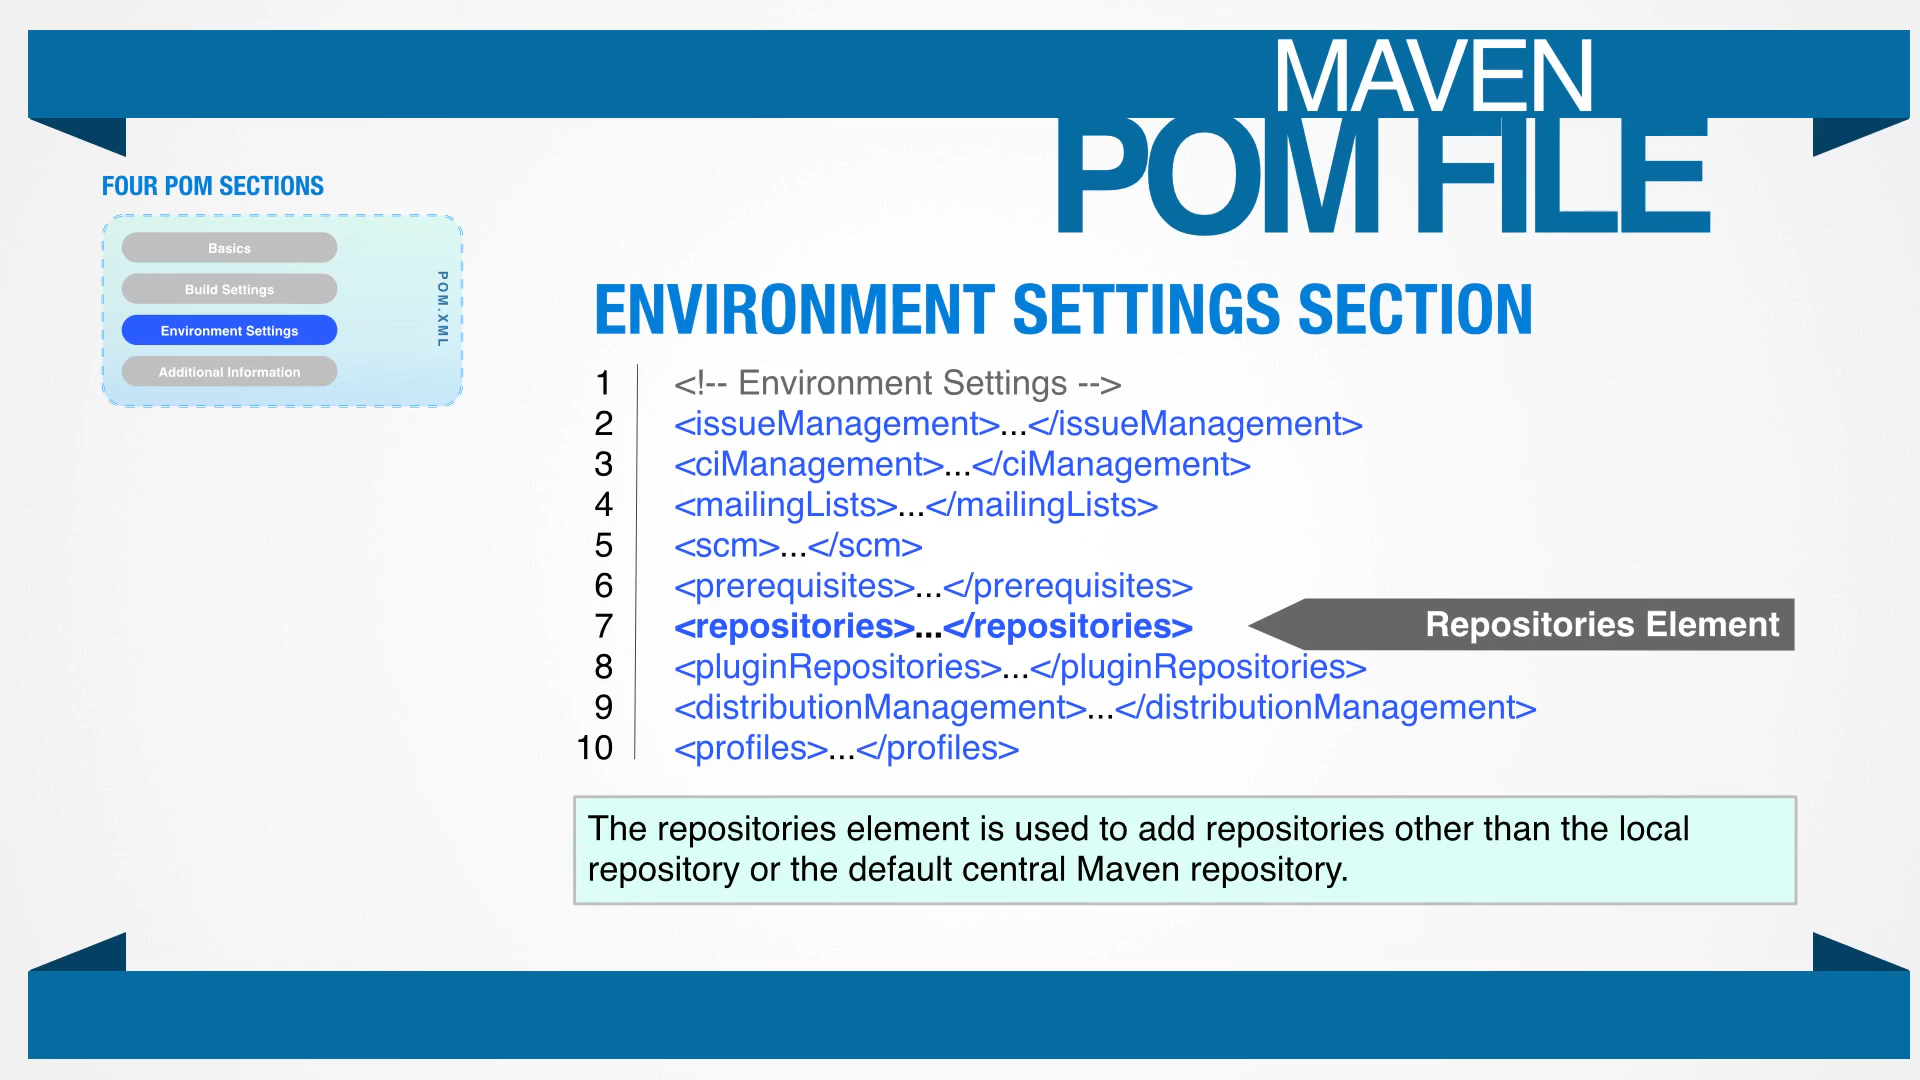 MAVEN
POM FILE
FOUR POM SECTIONS
Basics
Build Settings
Environment Settings
Additional Information
POM.XML
ENVIRONMENT SETTINGS SECTION
1 <!-- Environment Settings -->
2 <issueManagement>...</issueManagement>
3 <ciManagement>...</ciManagement>
4 <mailingLists>...</mailingLists>
5 <scm>...</scm>
6 <prerequisites>...</prerequisites>
7 <repositories>...</repositories>
Repositories Element
8 <pluginRepositories>...</pluginRepositories>
9 <distributionManagement>...</distributionManagement>
10 <profiles>...</profiles>
The repositories element is used to add repositories other than the local
repository or the default central Maven repository.